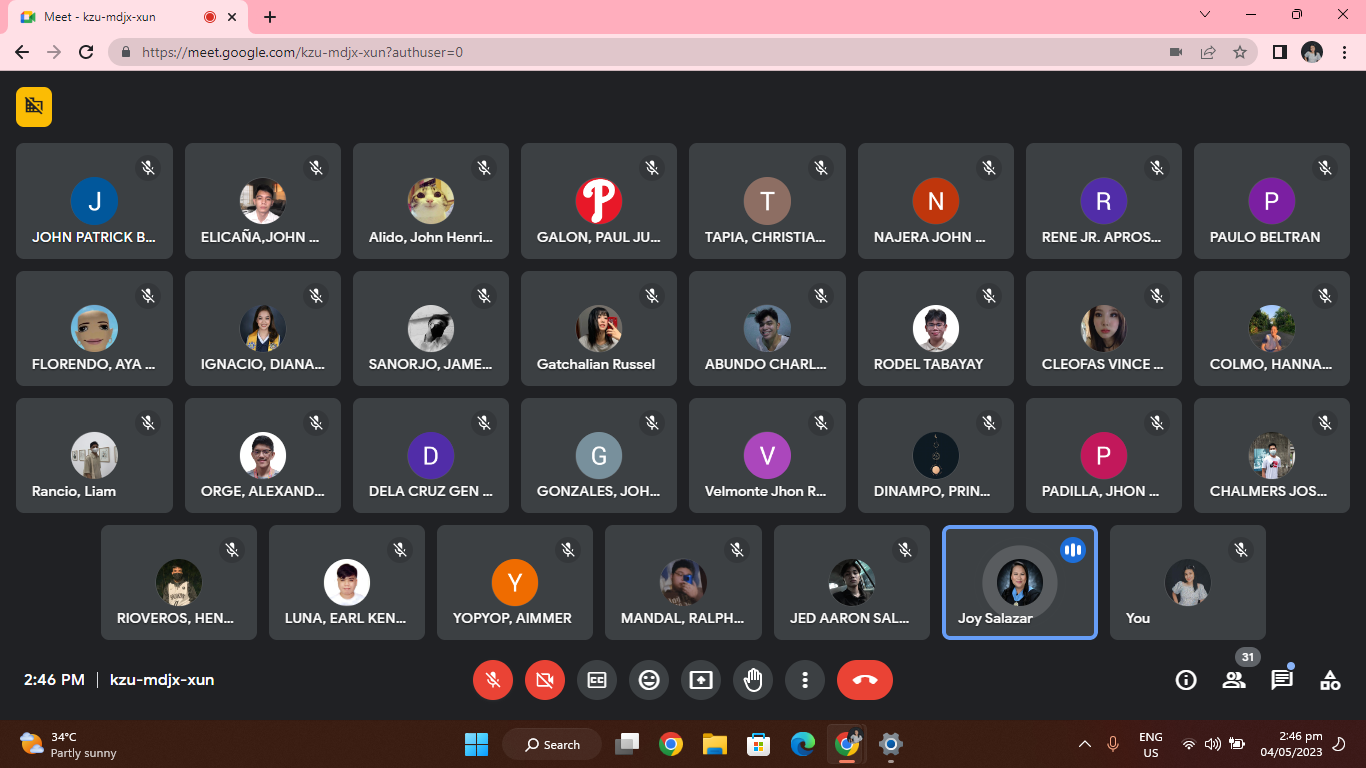 Meet - kzu-mdjx-xun
https://meet.google.com/kzu-mdjx-xun?authuser=0
J
T
N
R
P
JOHN PATRICK B...
ELICAÑA,JOHN ...
Alido, John Henri...
GALON, PAUL JU...
TAPIA, CHRISTIA...
NAJERA JOHN ...
RENE JR. APROS...
PAULO BELTRAN
FLORENDO, AYA ...
IGNACIO, DIANA...
SANORJO, JAME...
Gatchalian Russel
ABUNDO CHARL...
RODEL TABAYAY
CLEOFAS VINCE ...
COLMO, HANNA...
D
G
V
P
Rancio, Liam
ORGE, ALEXAND...
DELA CRUZ GEN ...
GONZALES, JOH...
Velmonte Jhon R...
DINAMPO, PRIN...
PADILLA, JHON ...
CHALMERS JOS...
Y
RIOVEROS, HEN...
LUNA, EARL KEN...
YOPYOP, AIMMER
MANDAL, RALPH...
JED AARON SAL...
Joy Salazar
You
2:46 PM | kzu-mdjx-xun
31
34°C
Partly sunny
Search
ENG
US
2:46 pm
04/05/2023